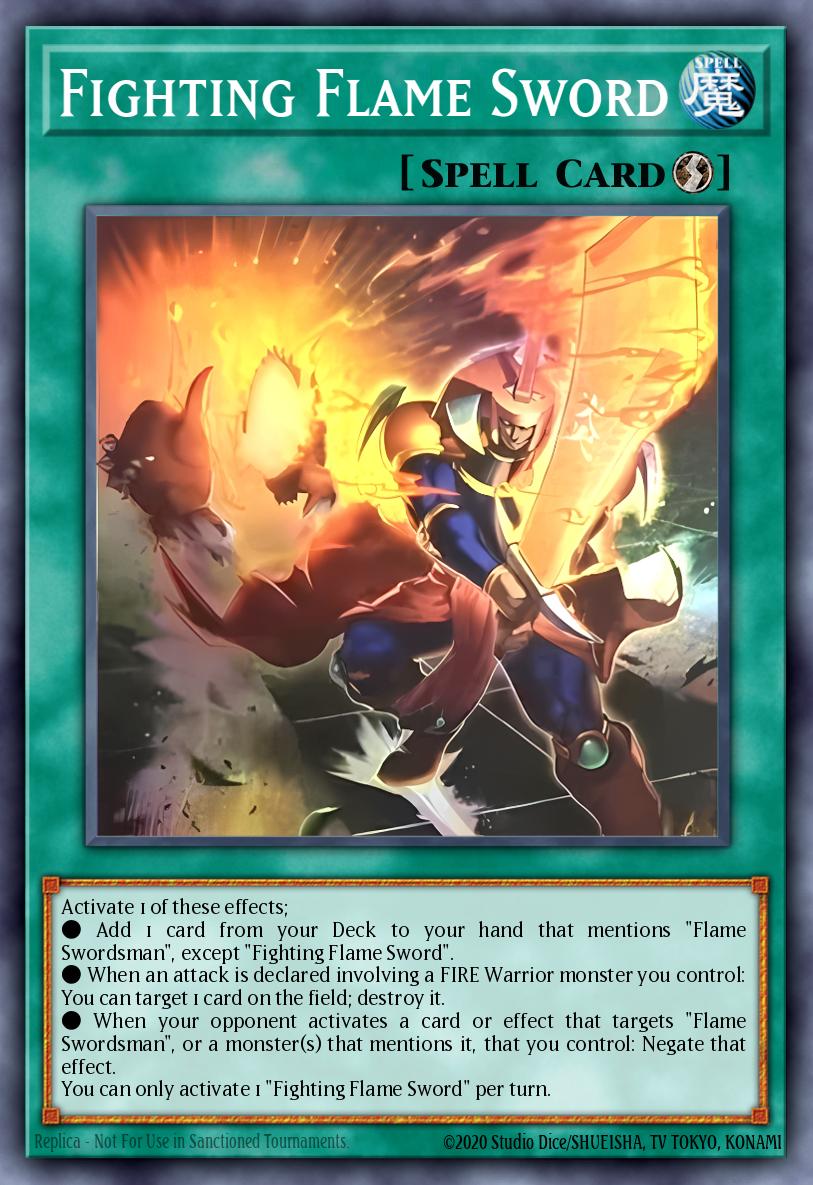 Fighting Flame Sword
SPELL
魔
[Spell Card]
Activate 1 of these effects;
● Add 1 card from your Deck to your hand that mentions "Flame
Swordsman", except "Fighting Flame Sword".
● When an attack is declared involving a FIRE Warrior monster you control:
You can target 1 card on the field; destroy it.
● When your opponent activates a card or effect that targets "Flame
Swordsman", or a monster(s) that mentions it, that you control: Negate that
effect.
You can only activate 1 "Fighting Flame Sword" per turn.
Replica - Not For Use in Sanctioned Tournaments.
©2020 Studio Dice/SHUEISHA, TV TOKYO, KONAMI